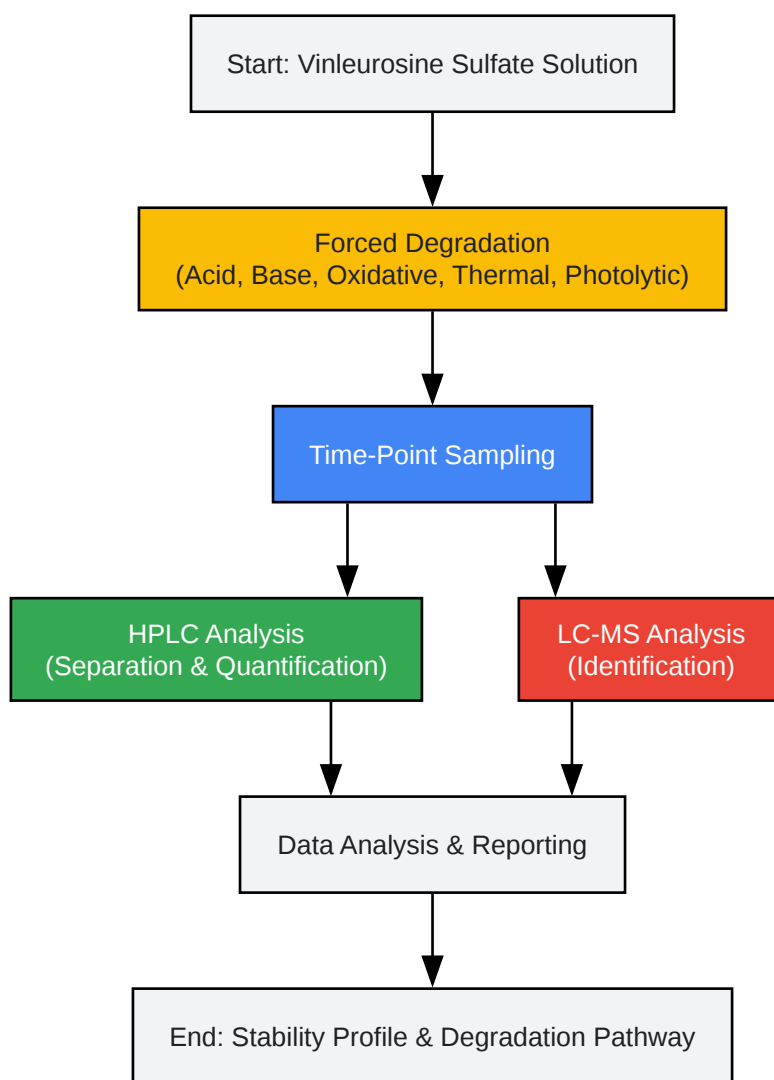 Start: Vinleurosine Sulfate Solution
Forced Degradation
(Acid, Base, Oxidative, Thermal, Photolytic)
Time-Point Sampling
HPLC Analysis
(Separation & Quantification)
LC-MS Analysis
(Identification)
Data Analysis & Reporting
End: Stability Profile & Degradation Pathway